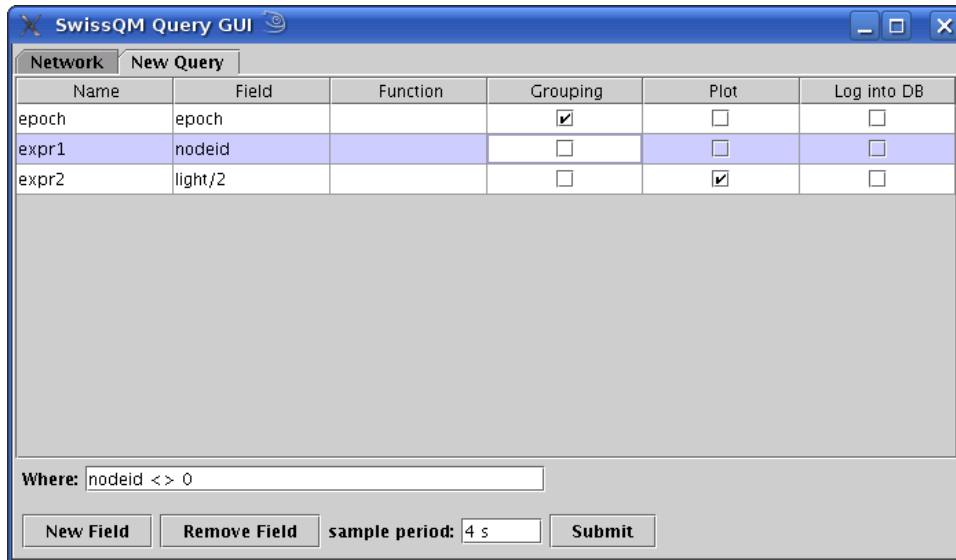 SwissQM Query GUI
Network New Query
Name Field Function Grouping Plot Log into DB
epoch epoch
expr1 nodeid
expr2 light/2
Where: nodeid <> 0
New Field Remove Field sample period: 4 s Submit